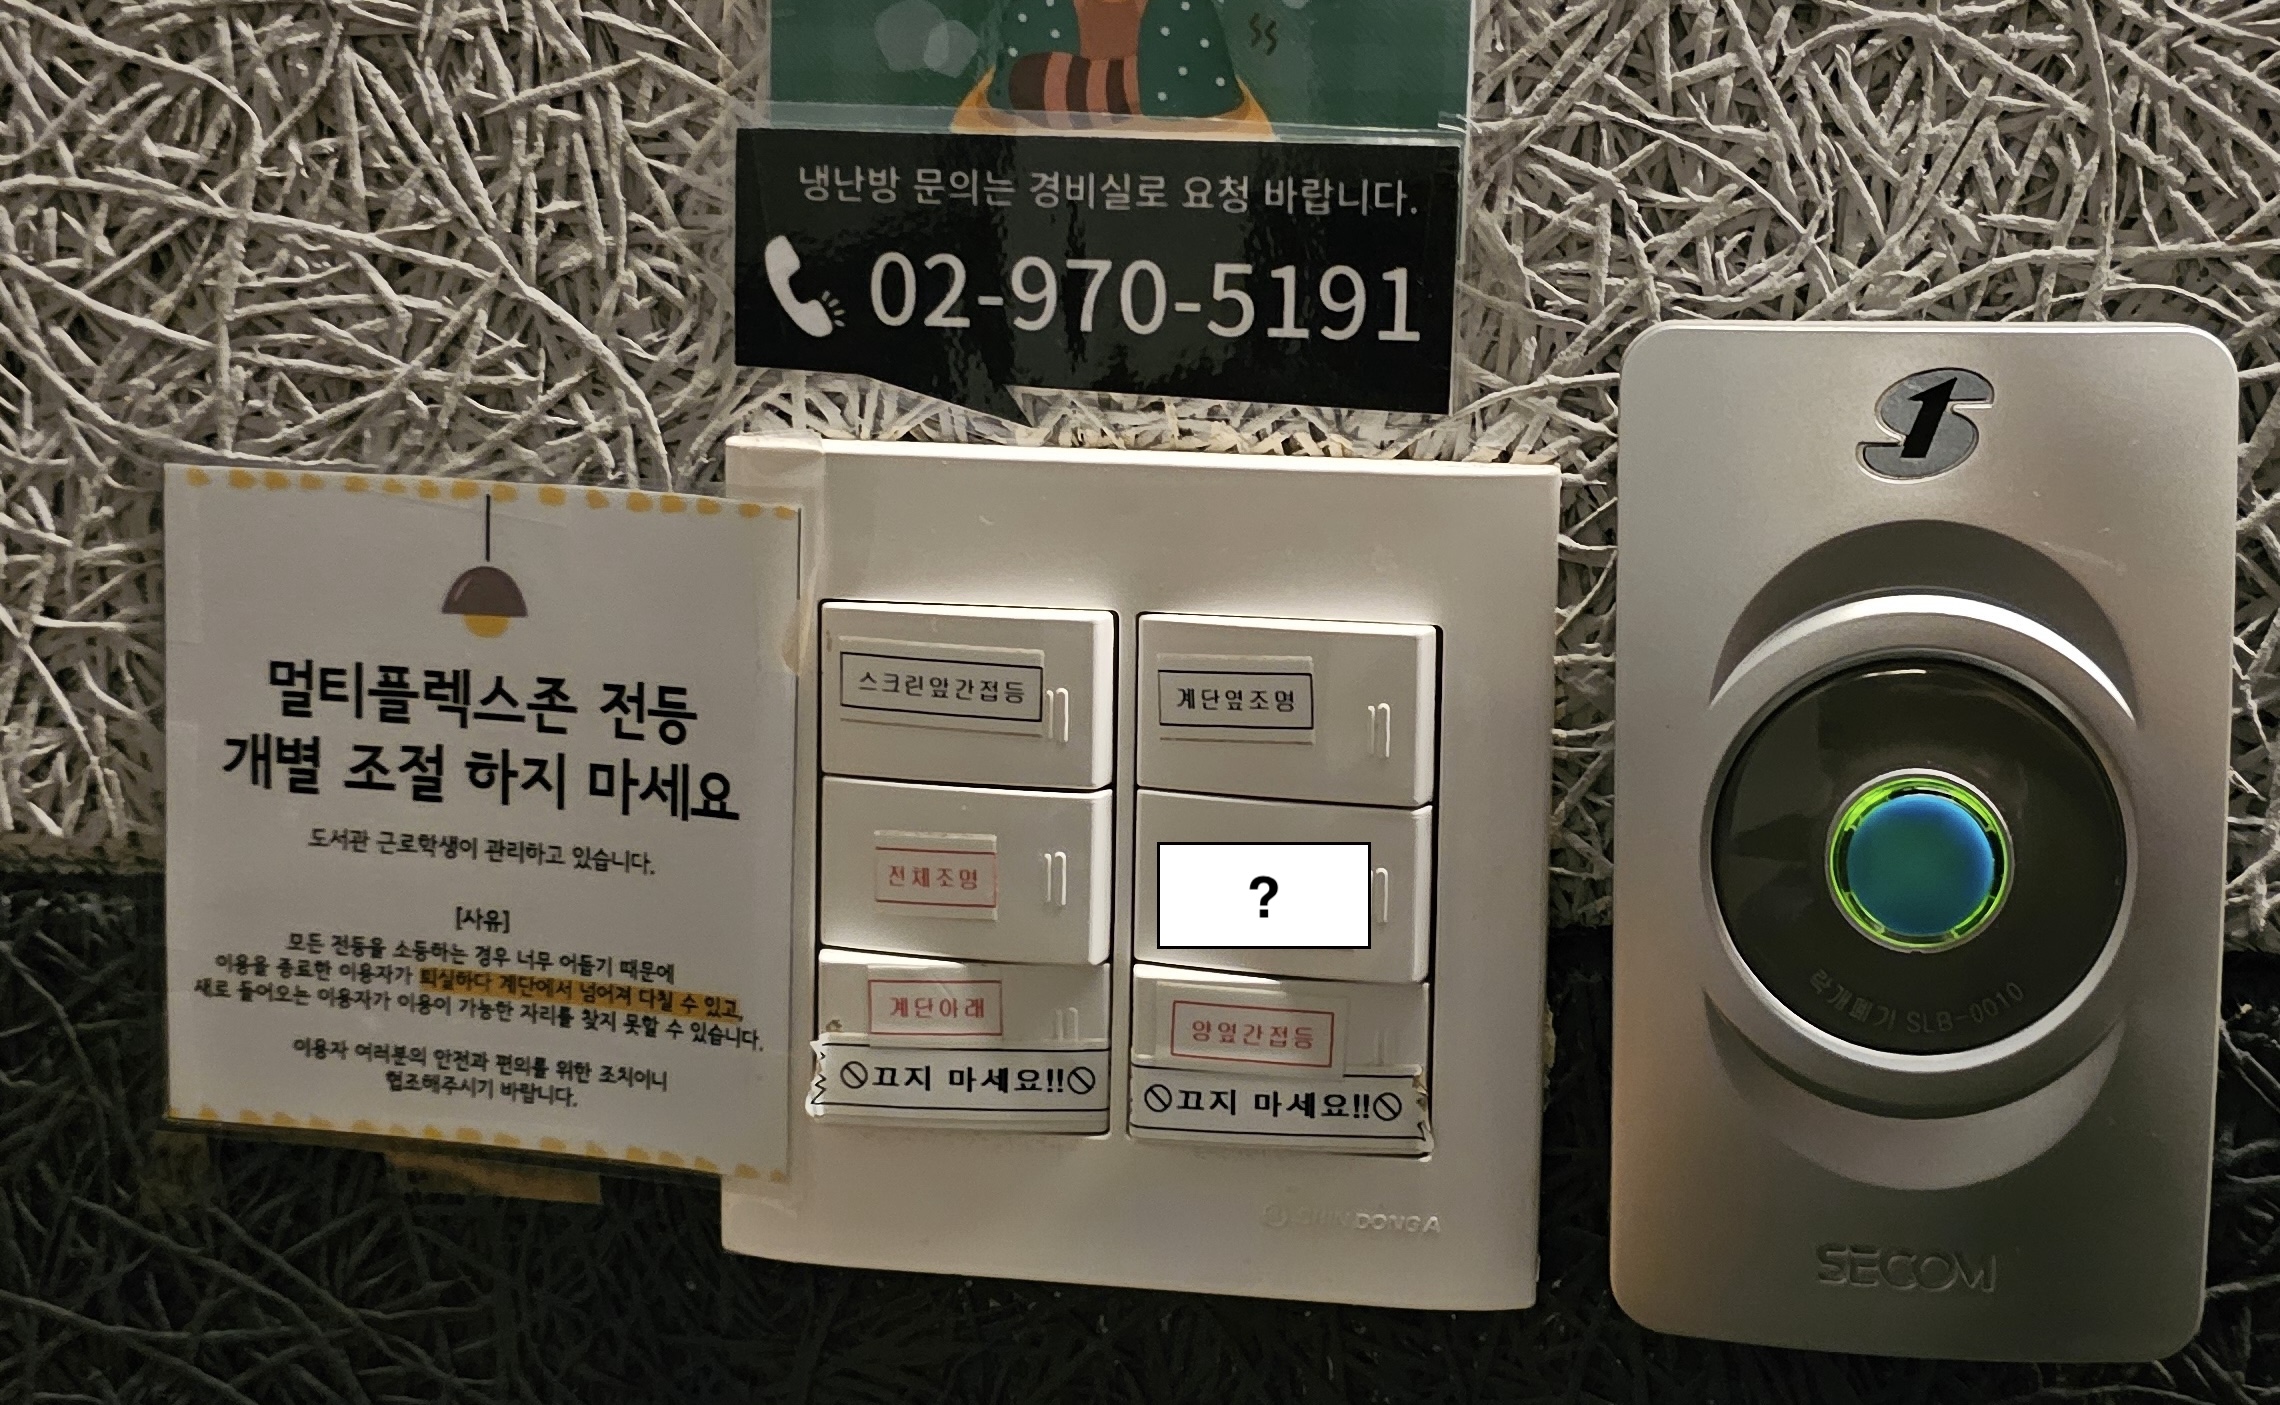 냉난방 문의는 경비실로 요청 바랍니다.
02-970-5191
멀티플렉스존 전등
개별 조절 하지 마세요
도서관 근로학생이 관리하고 있습니다.
[사유]
모든 전등을 소등하는 경우 너무 어둡기 때문에
이용을 종료한 이용자가 퇴실하다 계단에서 넘어져 다칠 수 있고,
새로 들어오는 이용자가 이용이 가능한 자리를 찾지 못할 수 있습니다.
이용자 여러분의 안전과 편의를 위한 조치이니
협조해주시기 바랍니다.
스크린앞간접등
계단옆조명
전체조명
?
계단아래
양옆간접등
끄지 마세요!!
끄지 마세요!!
SHIN DONGA
락개폐기 SLB-0010
SECOM